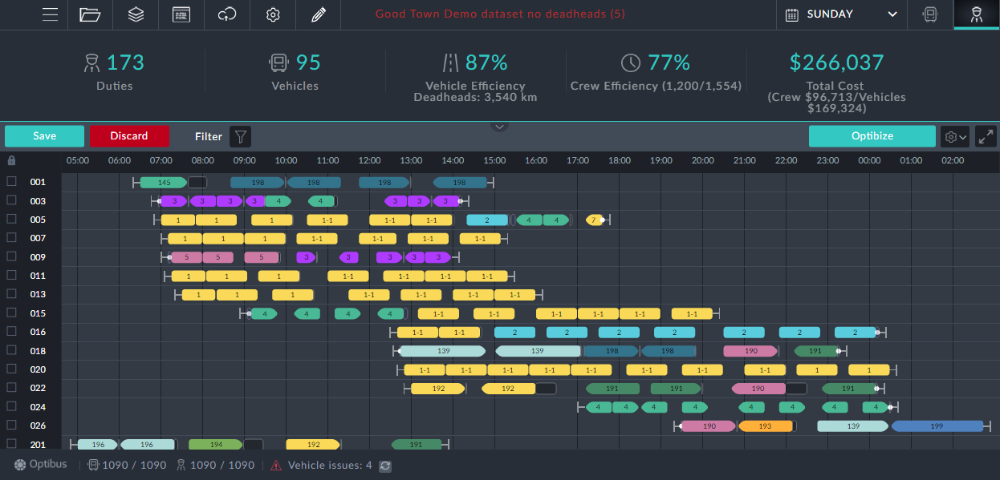 Good Town Demo dataset no deadheads (5)
SUNDAY
173
Duties
95
Vehicles
87%
Vehicle Efficiency
Deadheads: 3,540 km
77%
Crew Efficiency (1,200/1,554)
$266,037
Total Cost
(Crew $96,713/Vehicles
$169,324)
Save Discard Filter Optibize
05:00 06:00 07:00 08:00 09:00 10:00 11:00 12:00 13:00 14:00 15:00 16:00 17:00 18:00 19:00 20:00 21:00 22:00 23:00 00:00 01:00 02:00
001 145 198 198 198 198
003 3 3 3 3 4 4 3 3 3
005 1 1 1 1-1 1-1 1-1 2 4 4 7
007 1 1 1 1-1 1-1 1-1 1-1
009 5 5 5 3 3 3 3 3
011 1 1 1 1-1 1-1 1-1 1-1
013 1 1 1 1-1 1-1 1-1 1-1
015 4 4 4 4 1-1 1-1 1-1 1-1 1-1 1-1
016 1-1 1-1 2 2 2 2 2 2 2
018 139 139 198 198 190 191
020 1-1 1-1 1-1 1-1 1-1 1-1 1-1 1-1 1 1
022 192 192 191 191 190 191
024 4 4 4 4 4 4 4 4
026 190 193 139 199
201 196 196 194 192 191
Optibus 1090 / 1090 1090 / 1090 Vehicle issues: 4